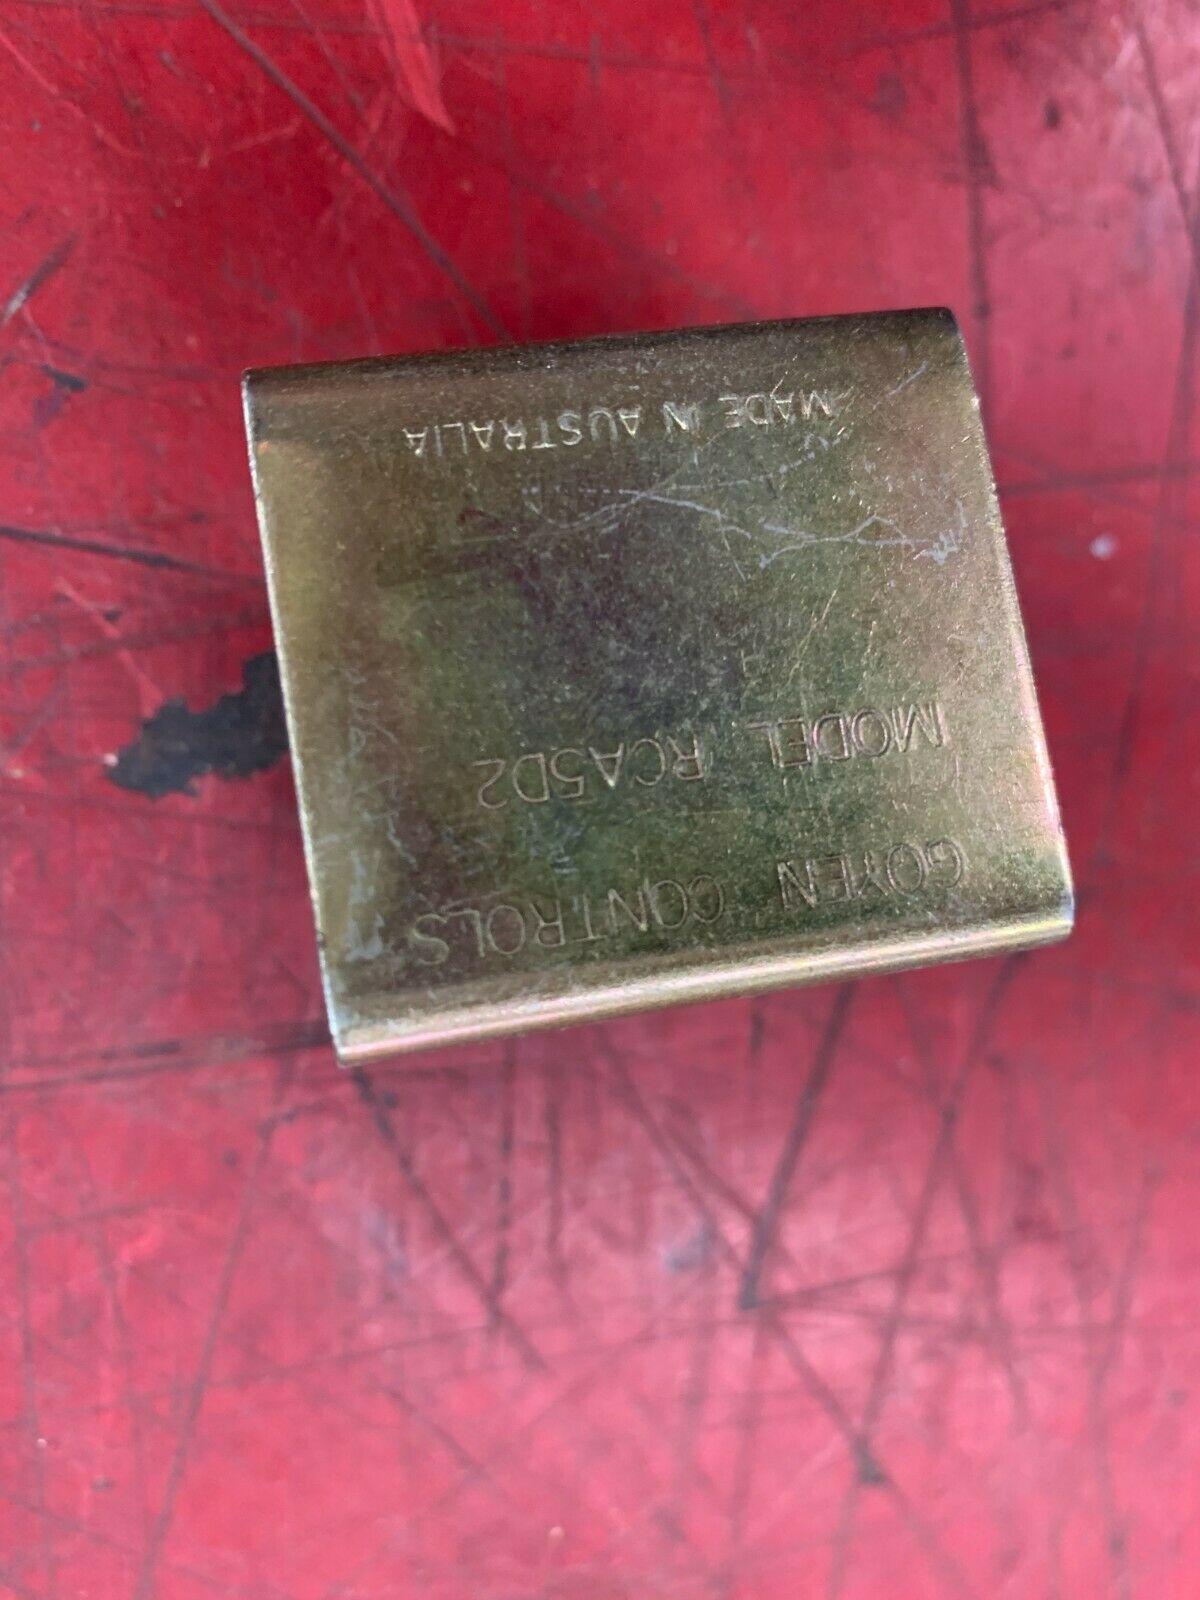 GOYEN CONTROLS
MODEL RCA5D2
MADE IN AUSTRALIA